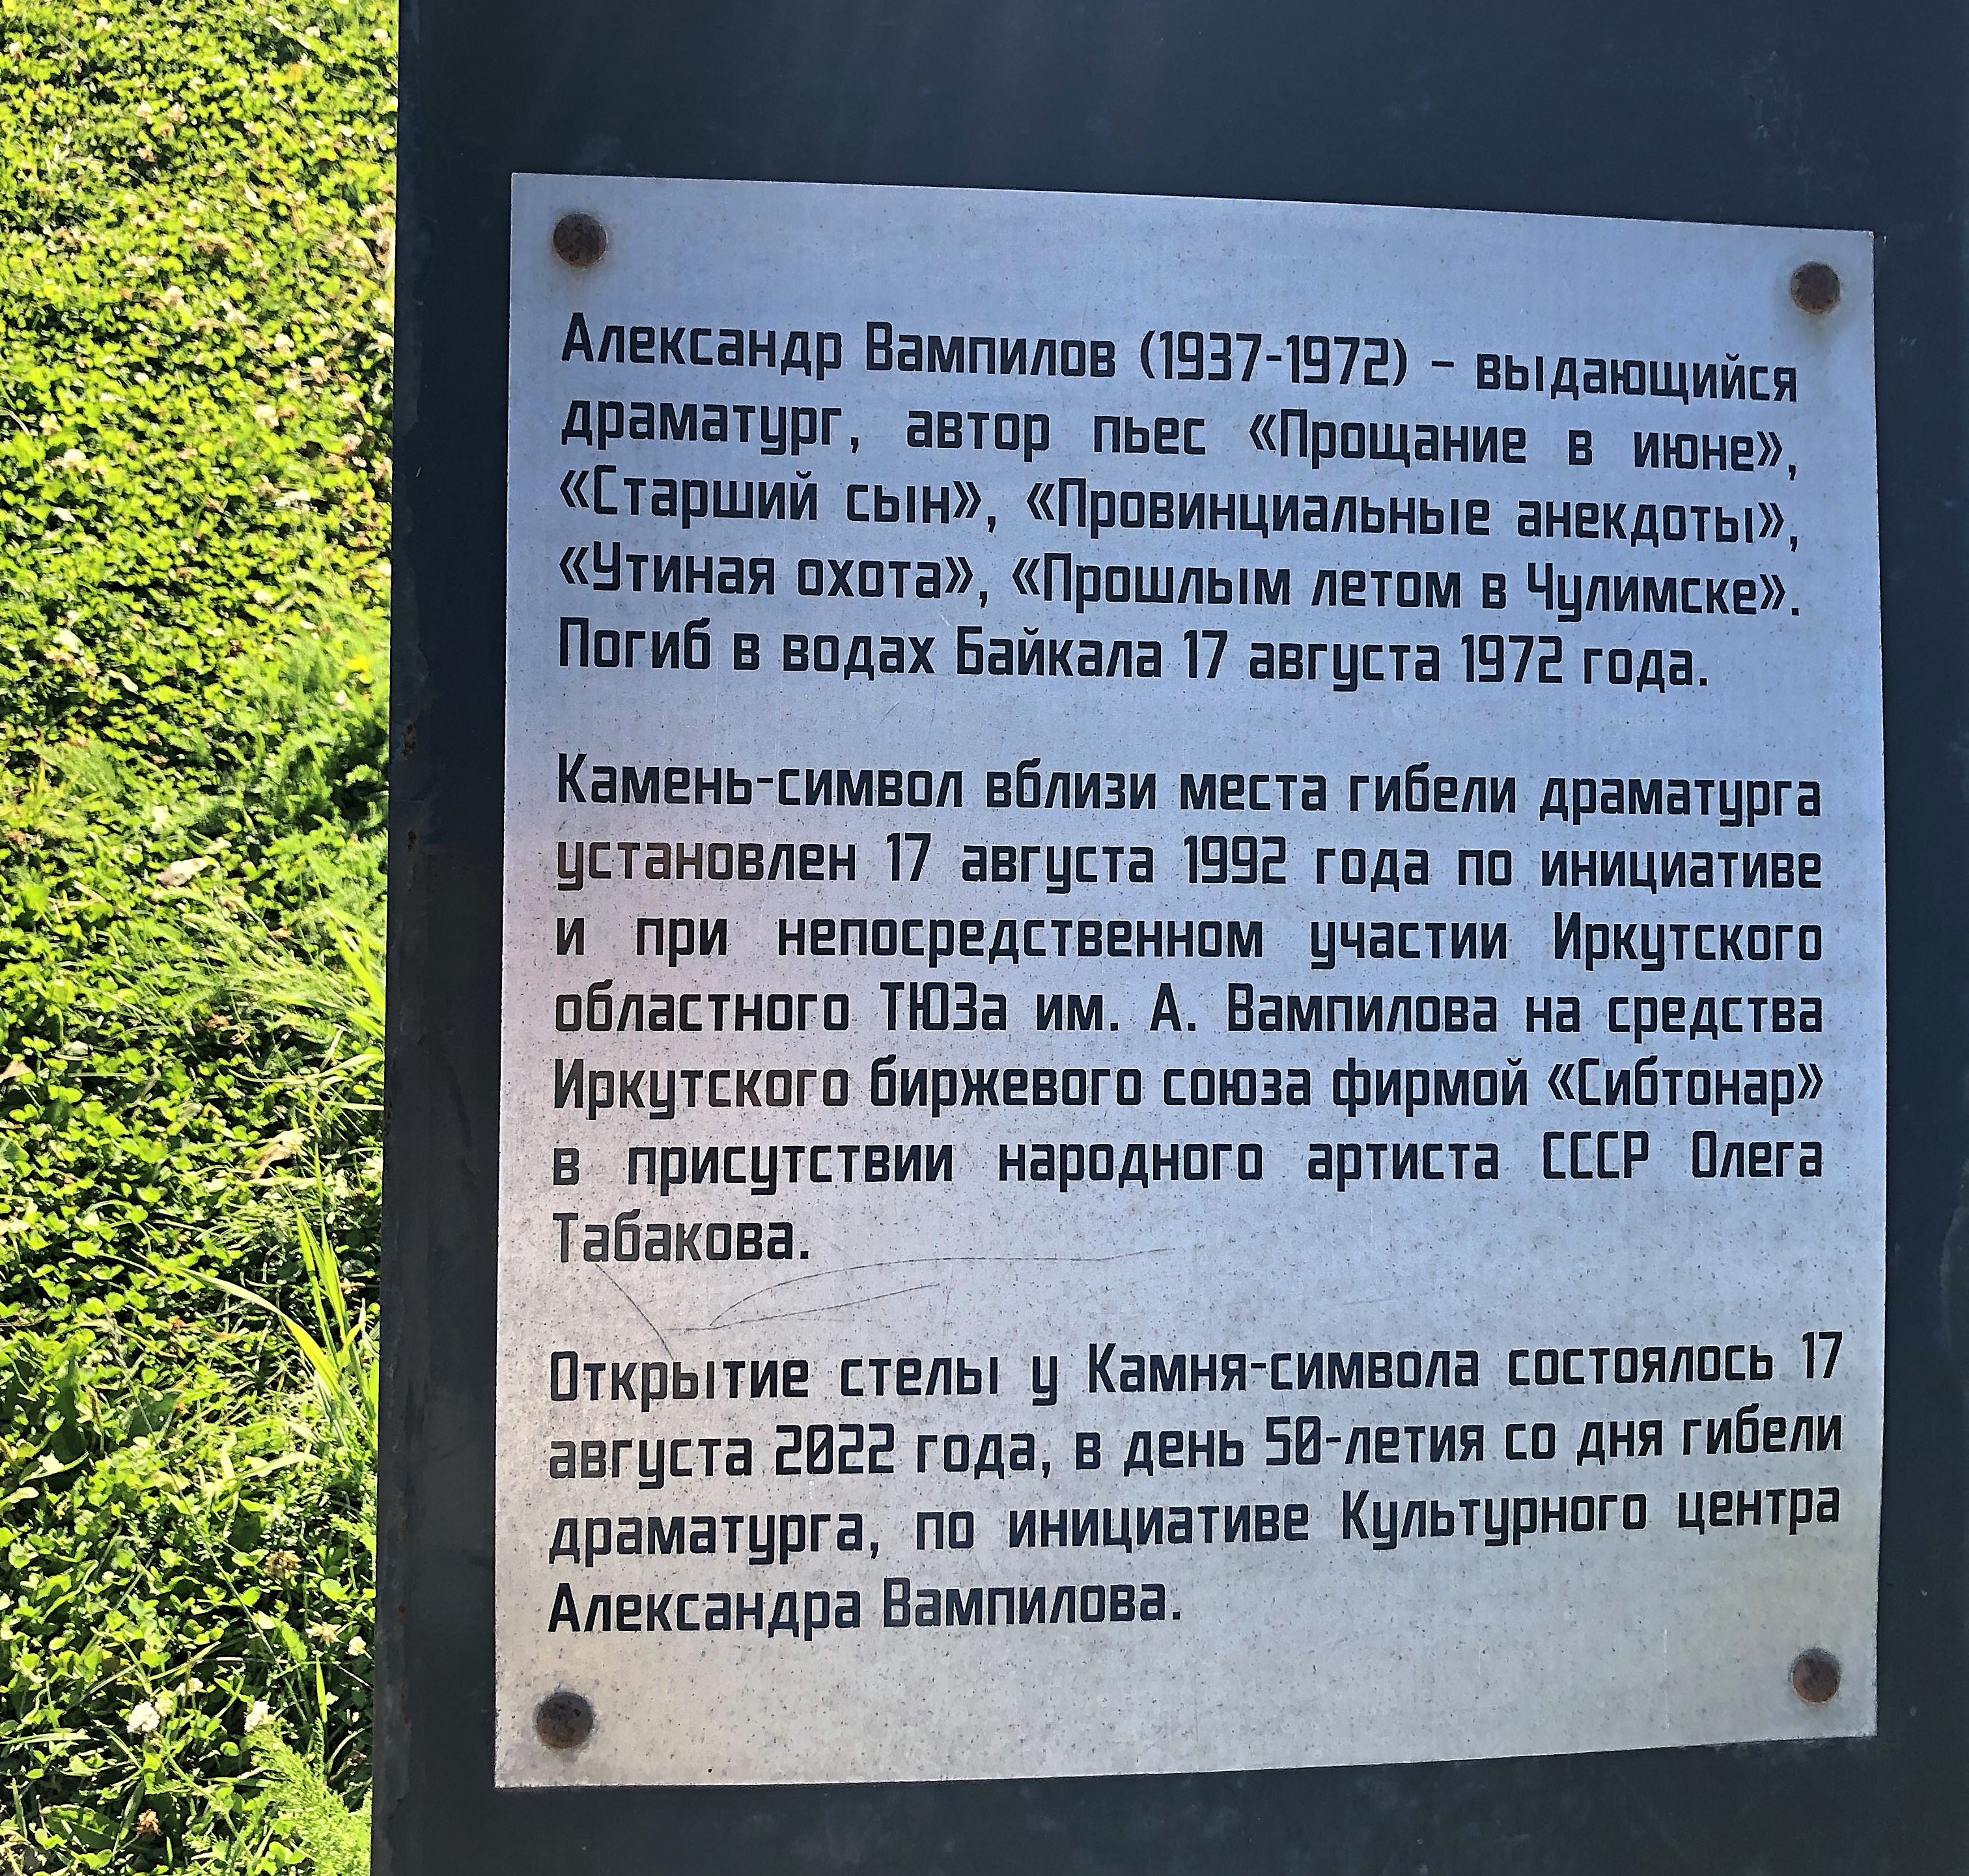 Александр Вампилов (1937-1972) – выдающийся
драматург, автор пьес «Прощание в июне»,
«Старший сын», «Провинциальные анекдоты»,
«Утиная охота», «Прошлым летом в Чулимске».
Погиб в водах Байкала 17 августа 1972 года.
Камень-символ вблизи места гибели драматурга
установлен 17 августа 1992 года по инициативе
и при непосредственном участии Иркутского
областного ТЮЗа им. А. Вампилова на средства
Иркутского биржевого союза фирмой «Сибтонар»
в присутствии народного артиста СССР Олега
Табакова.
Открытие стелы у Камня-символа состоялось 17
августа 2022 года, в день 50-летия со дня гибели
драматурга, по инициативе Культурного центра
Александра Вампилова.